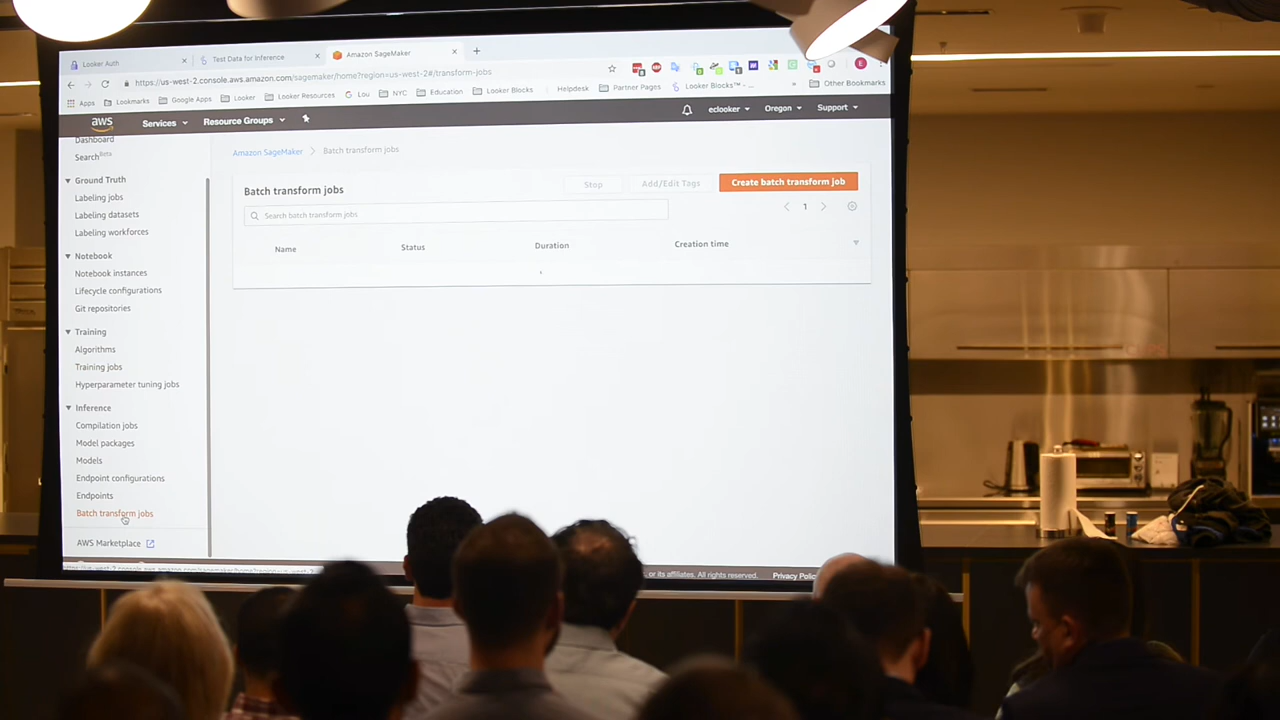 Looker Auth
Test Data for Inference
Amazon SageMaker
https://us-west-2.console.aws.amazon.com/sagemaker/home?region=us-west-2#/transform-jobs
Apps
Lookmarks
Google Apps
Looker
Looker Resources
Lou
NYC
Education
Looker Blocks
Helpdesk
Partner Pages
Looker Blocks™ - ...
»
Other Bookmarks
aws
Services
Resource Groups
eclooker
Oregon
Support
Dashboard
Search Beta
Ground Truth
Labeling jobs
Labeling datasets
Labeling workforces
Notebook
Notebook instances
Lifecycle configurations
Git repositories
Training
Algorithms
Training jobs
Hyperparameter tuning jobs
Inference
Compilation jobs
Model packages
Models
Endpoint configurations
Endpoints
Batch transform jobs
AWS Marketplace
Amazon SageMaker > Batch transform jobs
Batch transform jobs
Stop
Add/Edit Tags
Create batch transform job
Search batch transform jobs
1
Name
Status
Duration
Creation time
or its affiliates. All rights reserved.
Privacy Polic